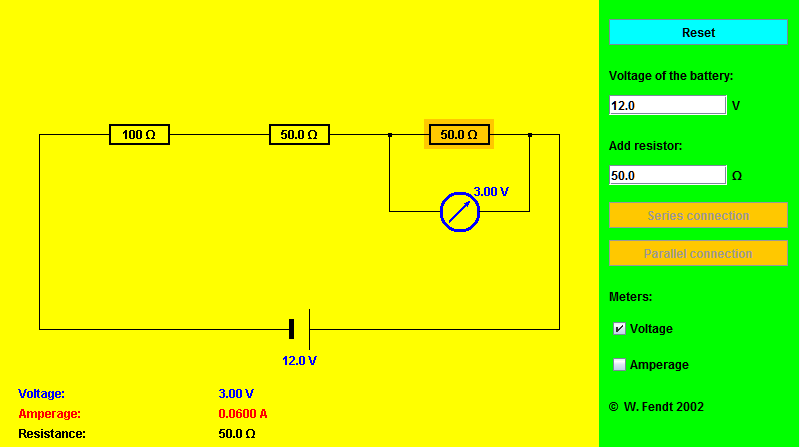 Reset
Voltage of the battery:
12.0 V
100 Ω 50.0 Ω 50.0 Ω
Add resistor:
50.0 Ω
3.00 V
Series connection
Parallel connection
Meters:
Voltage
12.0 V
Amperage
Voltage: 3.00 V
Amperage: 0.0600 A
Resistance: 50.0 Ω
© W. Fendt 2002